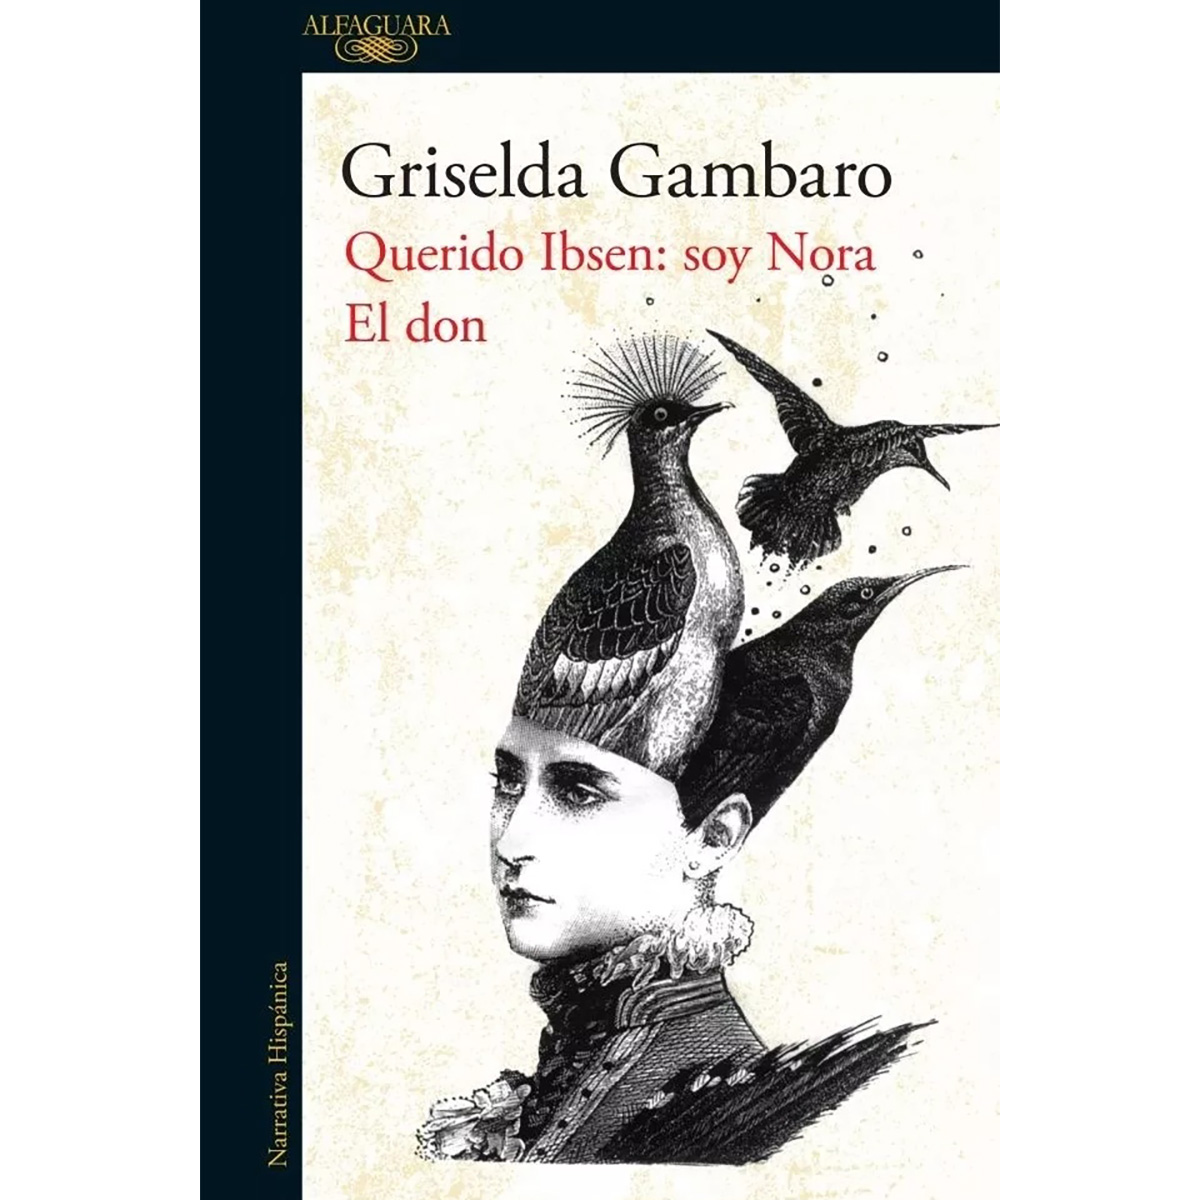 ALFAGUARA
Griselda Gambaro
Querido Ibsen: soy Nora
El don
Narrativa Hispánica